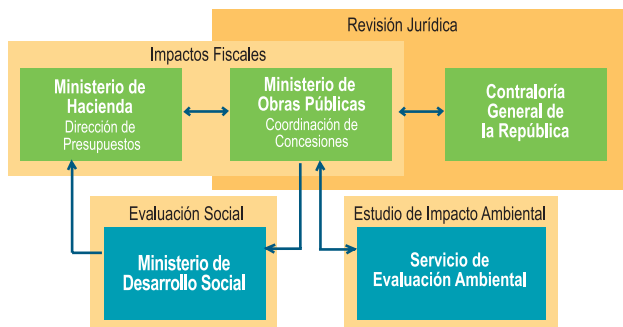 Revisión Jurídica
Impactos Fiscales
Ministerio de
Hacienda
Dirección de
Presupuestos
Ministerio de
Obras Públicas
Coordinación de
Concesiones
Contraloría
General de
la República
Evaluación Social
Ministerio de
Desarrollo Social
Estudio de Impacto Ambiental
Servicio de
Evaluación Ambiental